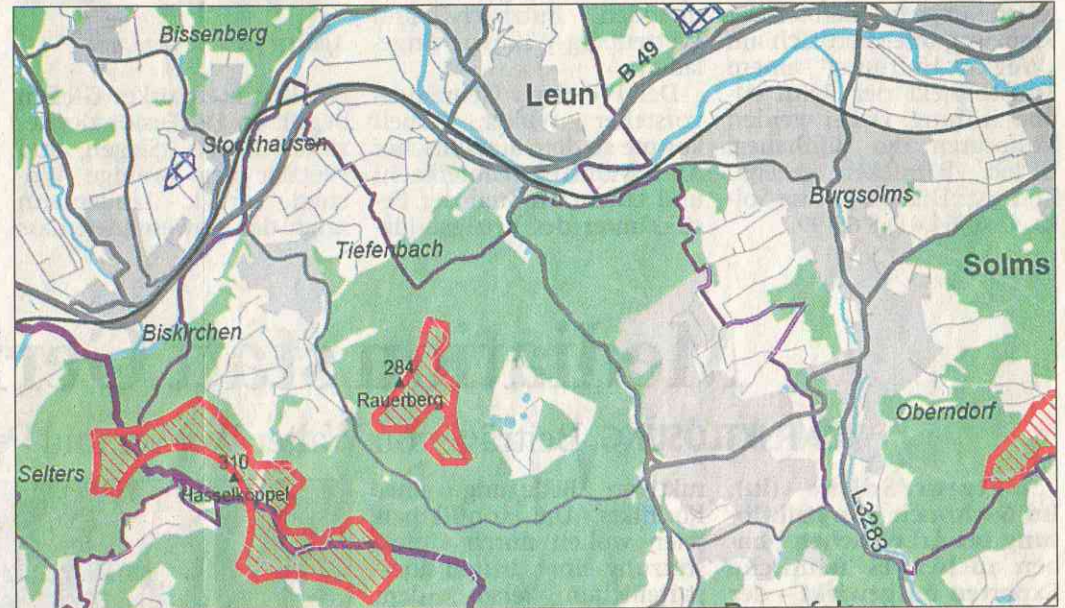 Bissenberg
B 49
Leun
Stockhausen
Burgsolms
Tiefenbach
Solms
Biskirchen
284
Rauerberg
Oberndorf
310
Selters
Hasselkoppel
L3283